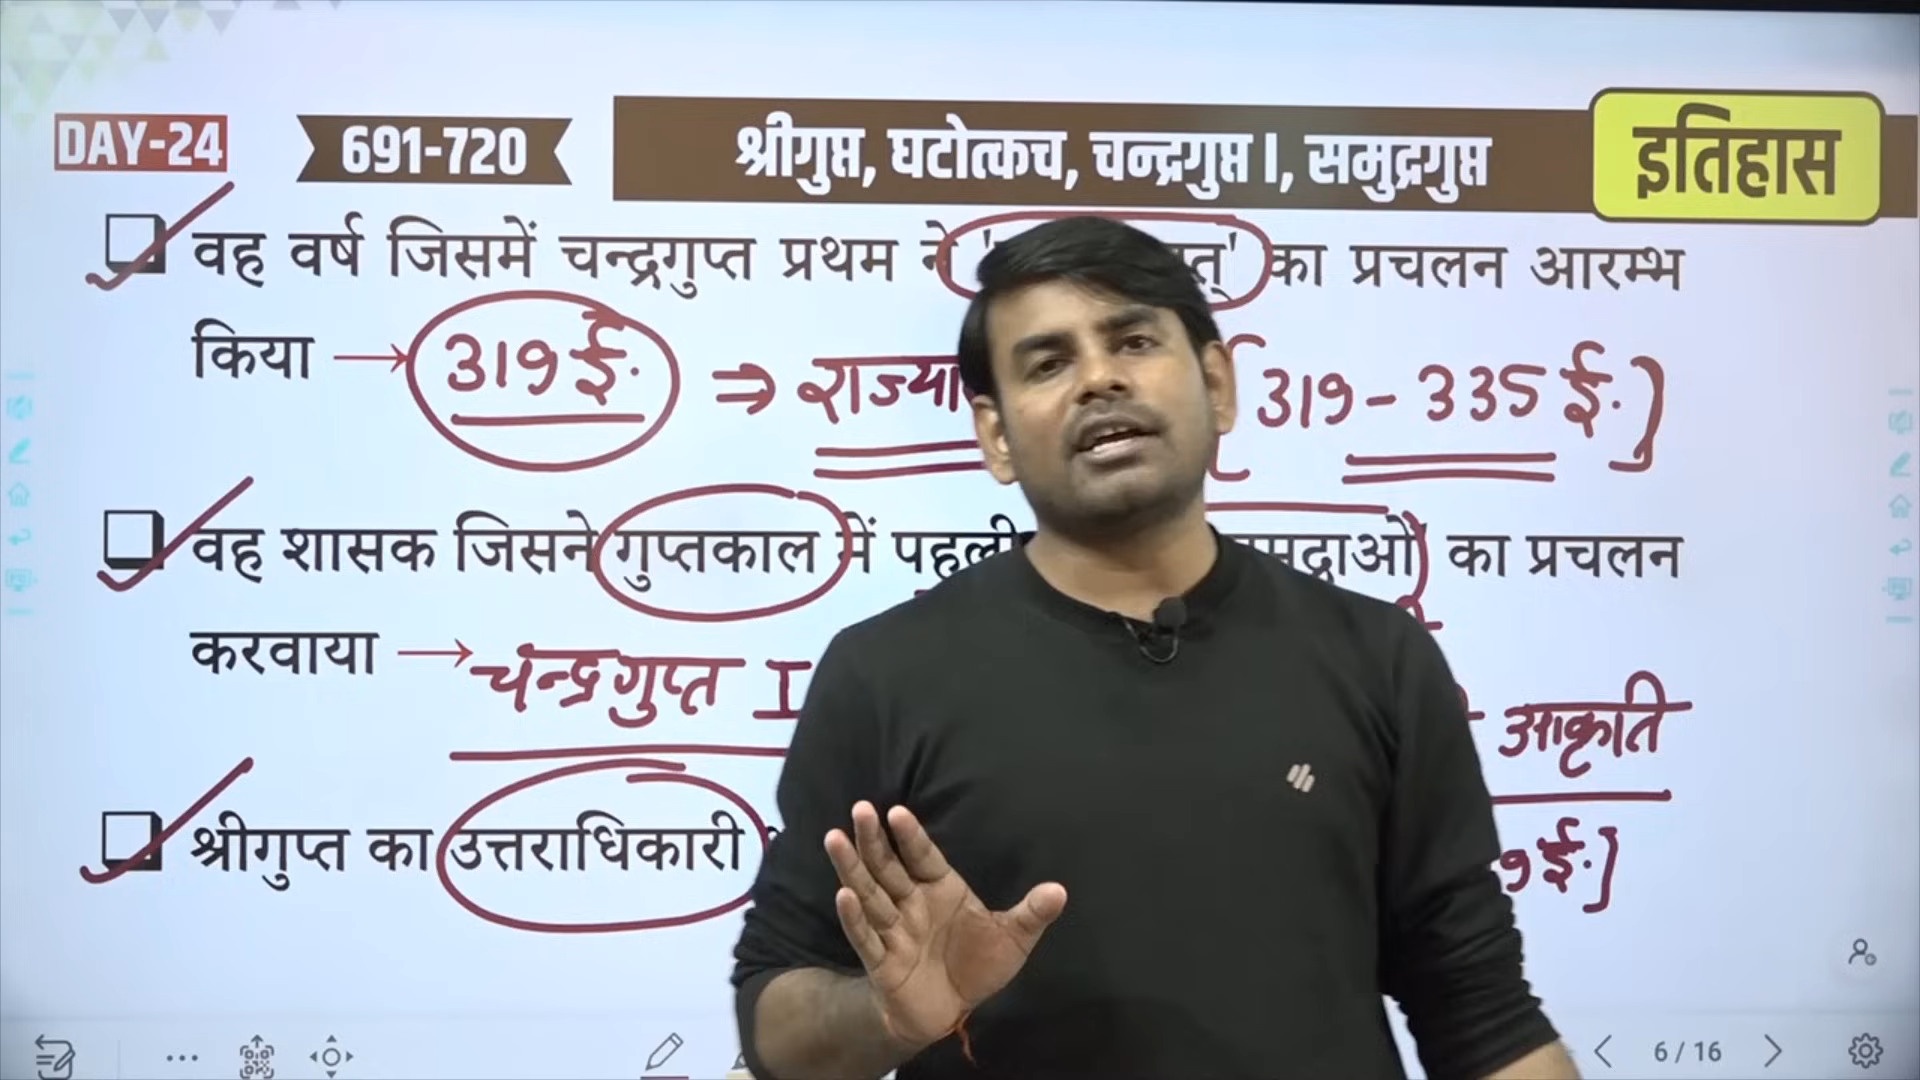 DAY-24
691-720
श्रीगुप्त, घटोत्कच, चन्द्रगुप्त I, समुद्रगुप्त
इतिहास
वह वर्ष जिसमें चन्द्रगुप्त प्रथम ने का प्रचलन आरम्भ
किया → 319 ई. ⇒ [319 - 335 ई.]
वह शासक जिसने गुप्तकाल में का प्रचलन
करवाया → चन्द्रगुप्त I आकृति
श्रीगुप्त का उत्तराधिकारी 9 ई.]
6 / 16